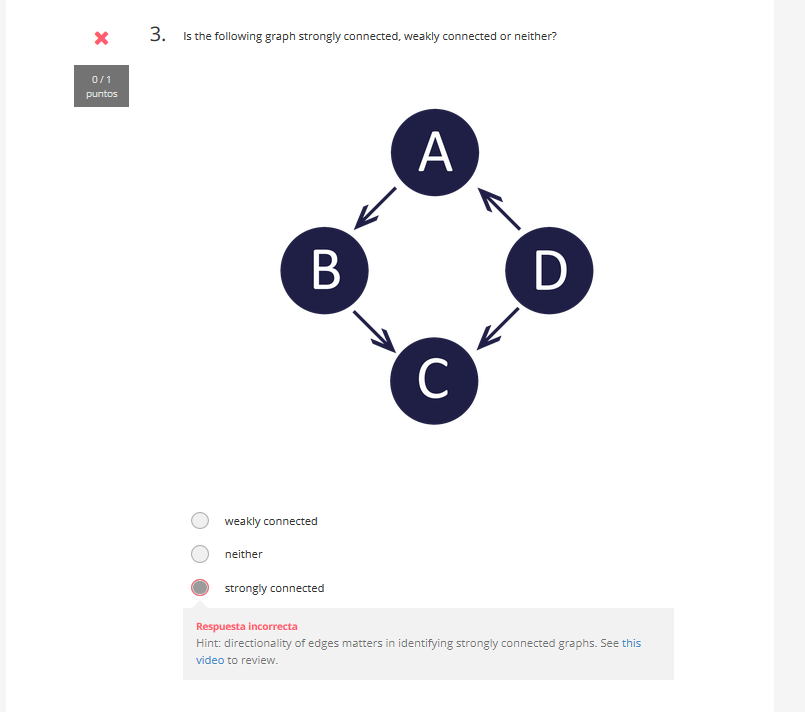 3. Is the following graph strongly connected, weakly connected or neither?
0 / 1
puntos
A
B
D
C
weakly connected
neither
strongly connected
Respuesta incorrecta
Hint: directionality of edges matters in identifying strongly connected graphs. See this
video to review.